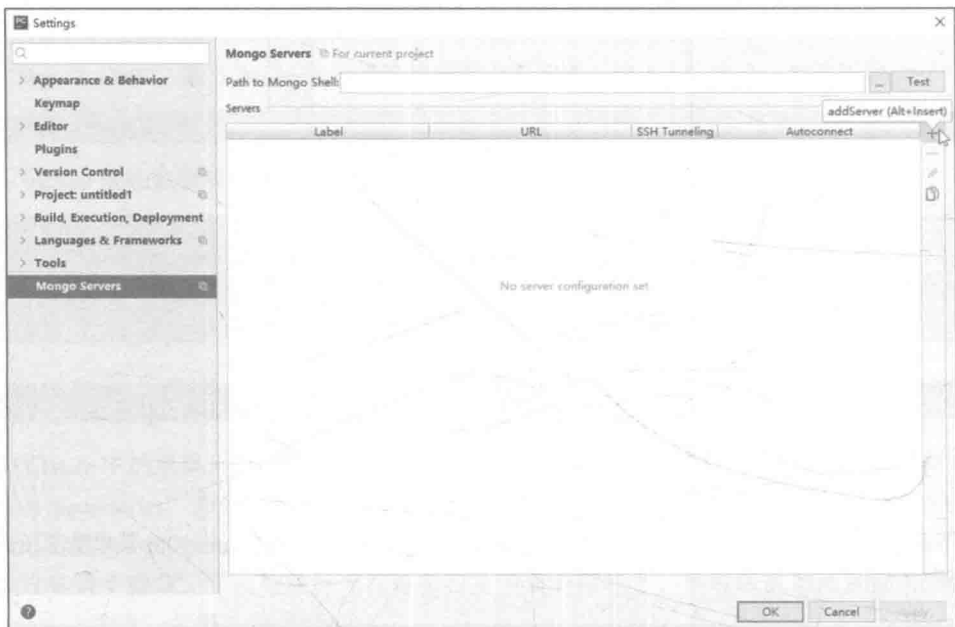 PC Settings
Appearance & Behavior
Keymap
Editor
Plugins
Version Control
Project: untitled1
Build, Execution, Deployment
Languages & Frameworks
Tools
Mongo Servers
Mongo Servers For current project
Path to Mongo Shell: ... Test
Servers
addServer (Alt+Insert)
Label URL SSH Tunneling Autoconnect
No server configuration set
? OK Cancel Apply